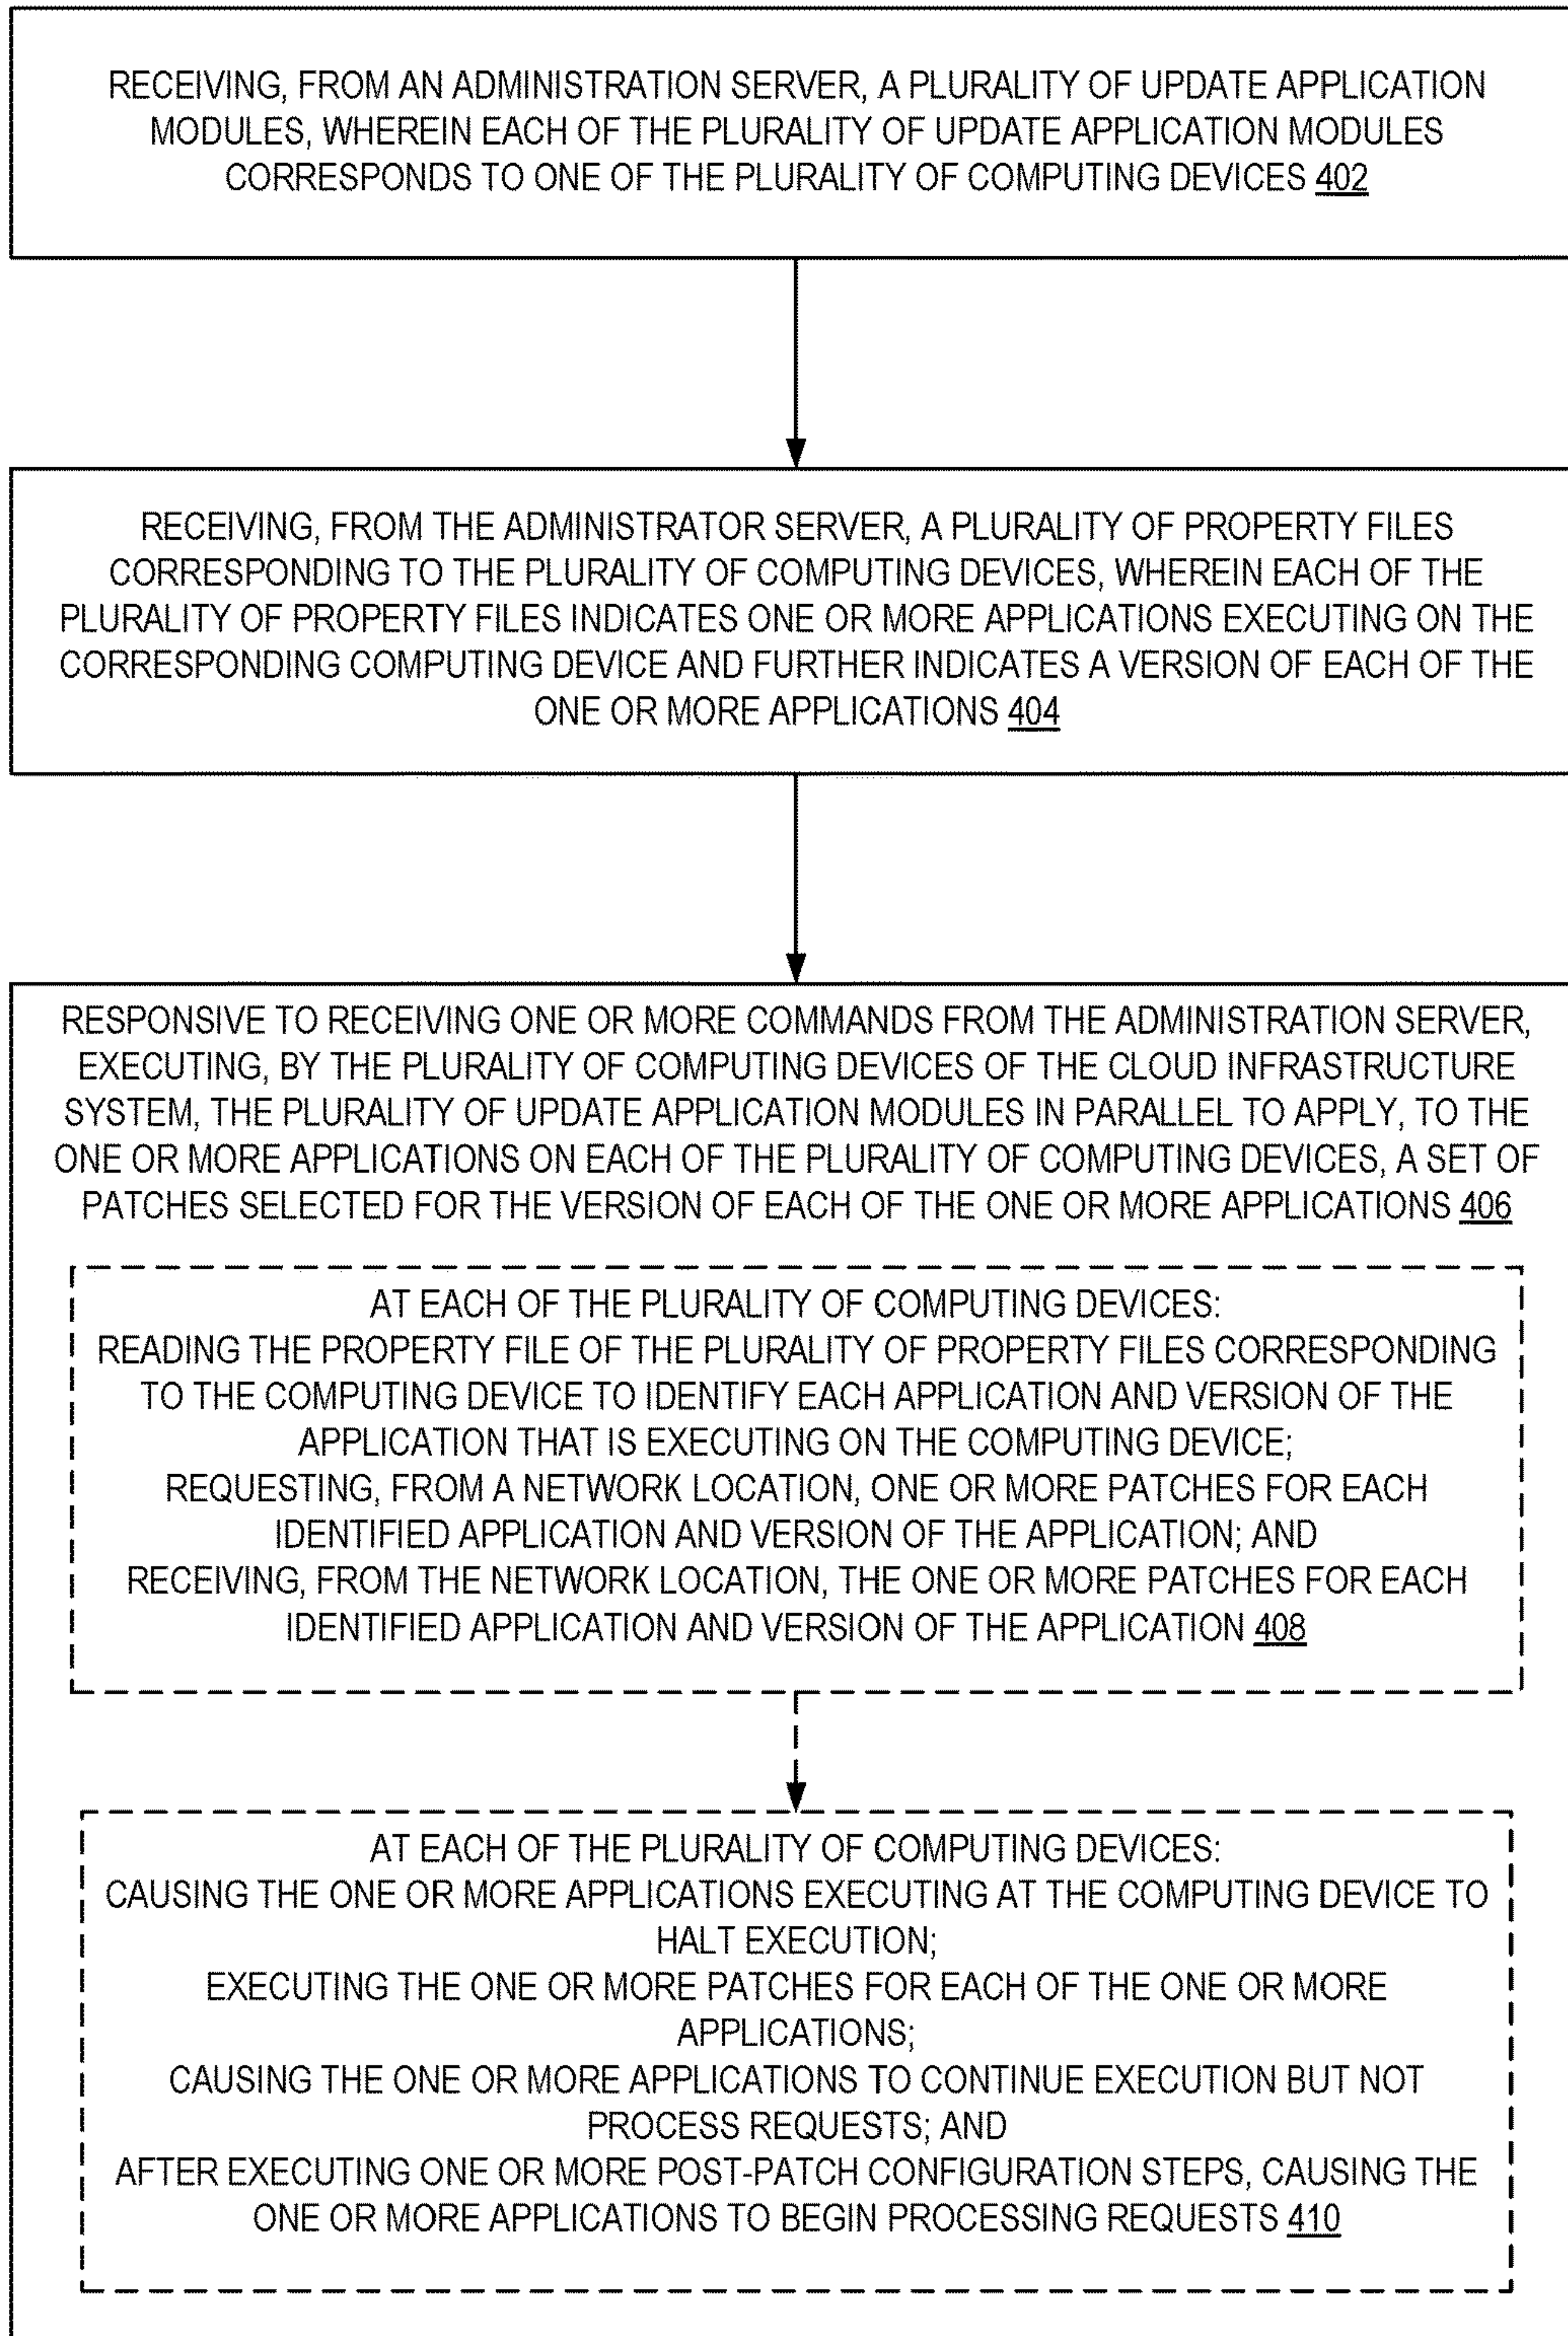 RECEIVING, FROM AN ADMINISTRATION SERVER, A PLURALITY OF UPDATE APPLICATION
MODULES, WHEREIN EACH OF THE PLURALITY OF UPDATE APPLICATION MODULES
CORRESPONDS TO ONE OF THE PLURALITY OF COMPUTING DEVICES 402
RECEIVING, FROM THE ADMINISTRATOR SERVER, A PLURALITY OF PROPERTY FILES
CORRESPONDING TO THE PLURALITY OF COMPUTING DEVICES, WHEREIN EACH OF THE
PLURALITY OF PROPERTY FILES INDICATES ONE OR MORE APPLICATIONS EXECUTING ON THE
CORRESPONDING COMPUTING DEVICE AND FURTHER INDICATES A VERSION OF EACH OF THE
ONE OR MORE APPLICATIONS 404
RESPONSIVE TO RECEIVING ONE OR MORE COMMANDS FROM THE ADMINISTRATION SERVER,
EXECUTING, BY THE PLURALITY OF COMPUTING DEVICES OF THE CLOUD INFRASTRUCTURE
SYSTEM, THE PLURALITY OF UPDATE APPLICATION MODULES IN PARALLEL TO APPLY, TO THE
ONE OR MORE APPLICATIONS ON EACH OF THE PLURALITY OF COMPUTING DEVICES, A SET OF
PATCHES SELECTED FOR THE VERSION OF EACH OF THE ONE OR MORE APPLICATIONS 406
AT EACH OF THE PLURALITY OF COMPUTING DEVICES:
READING THE PROPERTY FILE OF THE PLURALITY OF PROPERTY FILES CORRESPONDING
TO THE COMPUTING DEVICE TO IDENTIFY EACH APPLICATION AND VERSION OF THE
APPLICATION THAT IS EXECUTING ON THE COMPUTING DEVICE;
REQUESTING, FROM A NETWORK LOCATION, ONE OR MORE PATCHES FOR EACH
IDENTIFIED APPLICATION AND VERSION OF THE APPLICATION; AND
RECEIVING, FROM THE NETWORK LOCATION, THE ONE OR MORE PATCHES FOR EACH
IDENTIFIED APPLICATION AND VERSION OF THE APPLICATION 408
AT EACH OF THE PLURALITY OF COMPUTING DEVICES:
CAUSING THE ONE OR MORE APPLICATIONS EXECUTING AT THE COMPUTING DEVICE TO
HALT EXECUTION;
EXECUTING THE ONE OR MORE PATCHES FOR EACH OF THE ONE OR MORE
APPLICATIONS;
CAUSING THE ONE OR MORE APPLICATIONS TO CONTINUE EXECUTION BUT NOT
PROCESS REQUESTS; AND
AFTER EXECUTING ONE OR MORE POST-PATCH CONFIGURATION STEPS, CAUSING THE
ONE OR MORE APPLICATIONS TO BEGIN PROCESSING REQUESTS 410